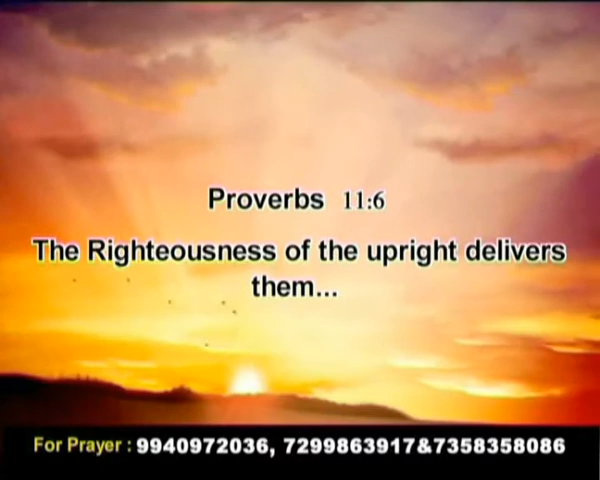 Proverbs 11:6
The Righteousness of the upright delivers
them...
For Prayer : 9940972036, 7299863917&7358358086